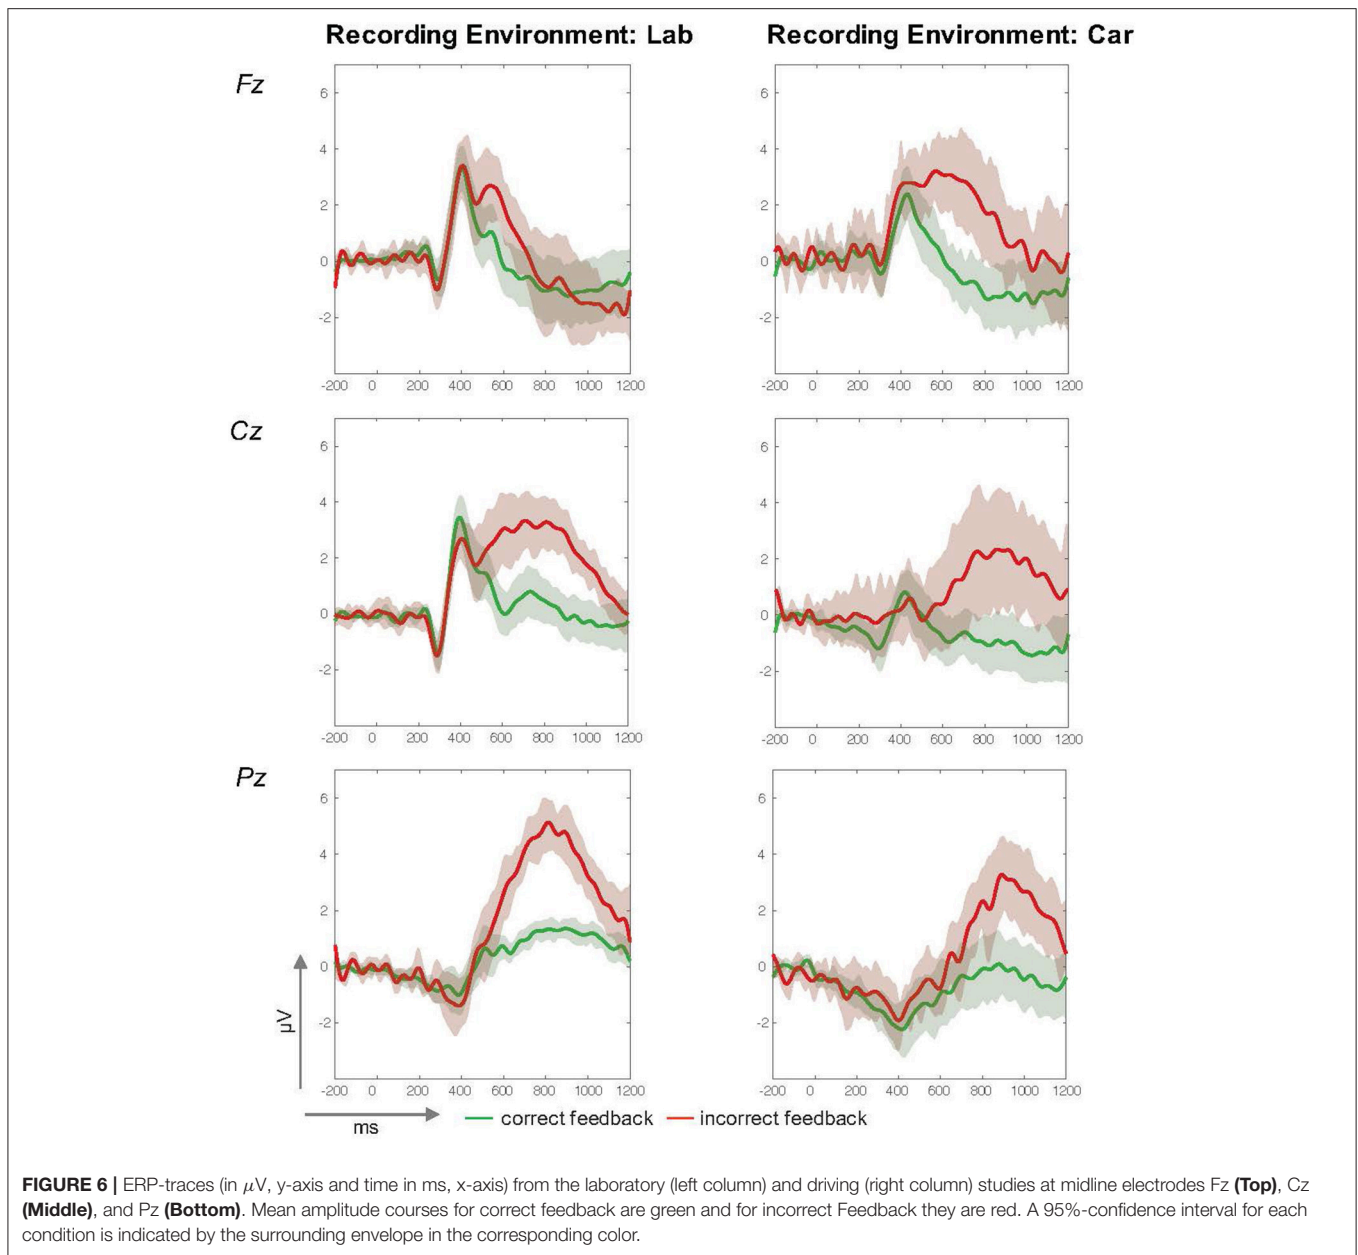 Recording Environment: Lab
Recording Environment: Car
Fz
6
4
2
0
-2
-200 0 200 400 600 800 1000 1200
6
4
2
0
-2
-200 0 200 400 600 800 1000 1200
Cz
6
4
2
0
-2
-200 0 200 400 600 800 1000 1200
6
4
2
0
-2
-200 0 200 400 600 800 1000 1200
Pz
6
4
2
0
-2
-200 0 200 400 600 800 1000 1200
6
4
2
0
-2
-200 0 200 400 600 800 1000 1200
μV
ms
correct feedback incorrect feedback
FIGURE 6 | ERP-traces (in μV, y-axis and time in ms, x-axis) from the laboratory (left column) and driving (right column) studies at midline electrodes Fz (Top), Cz
(Middle), and Pz (Bottom). Mean amplitude courses for correct feedback are green and for incorrect Feedback they are red. A 95%-confidence interval for each
condition is indicated by the surrounding envelope in the corresponding color.